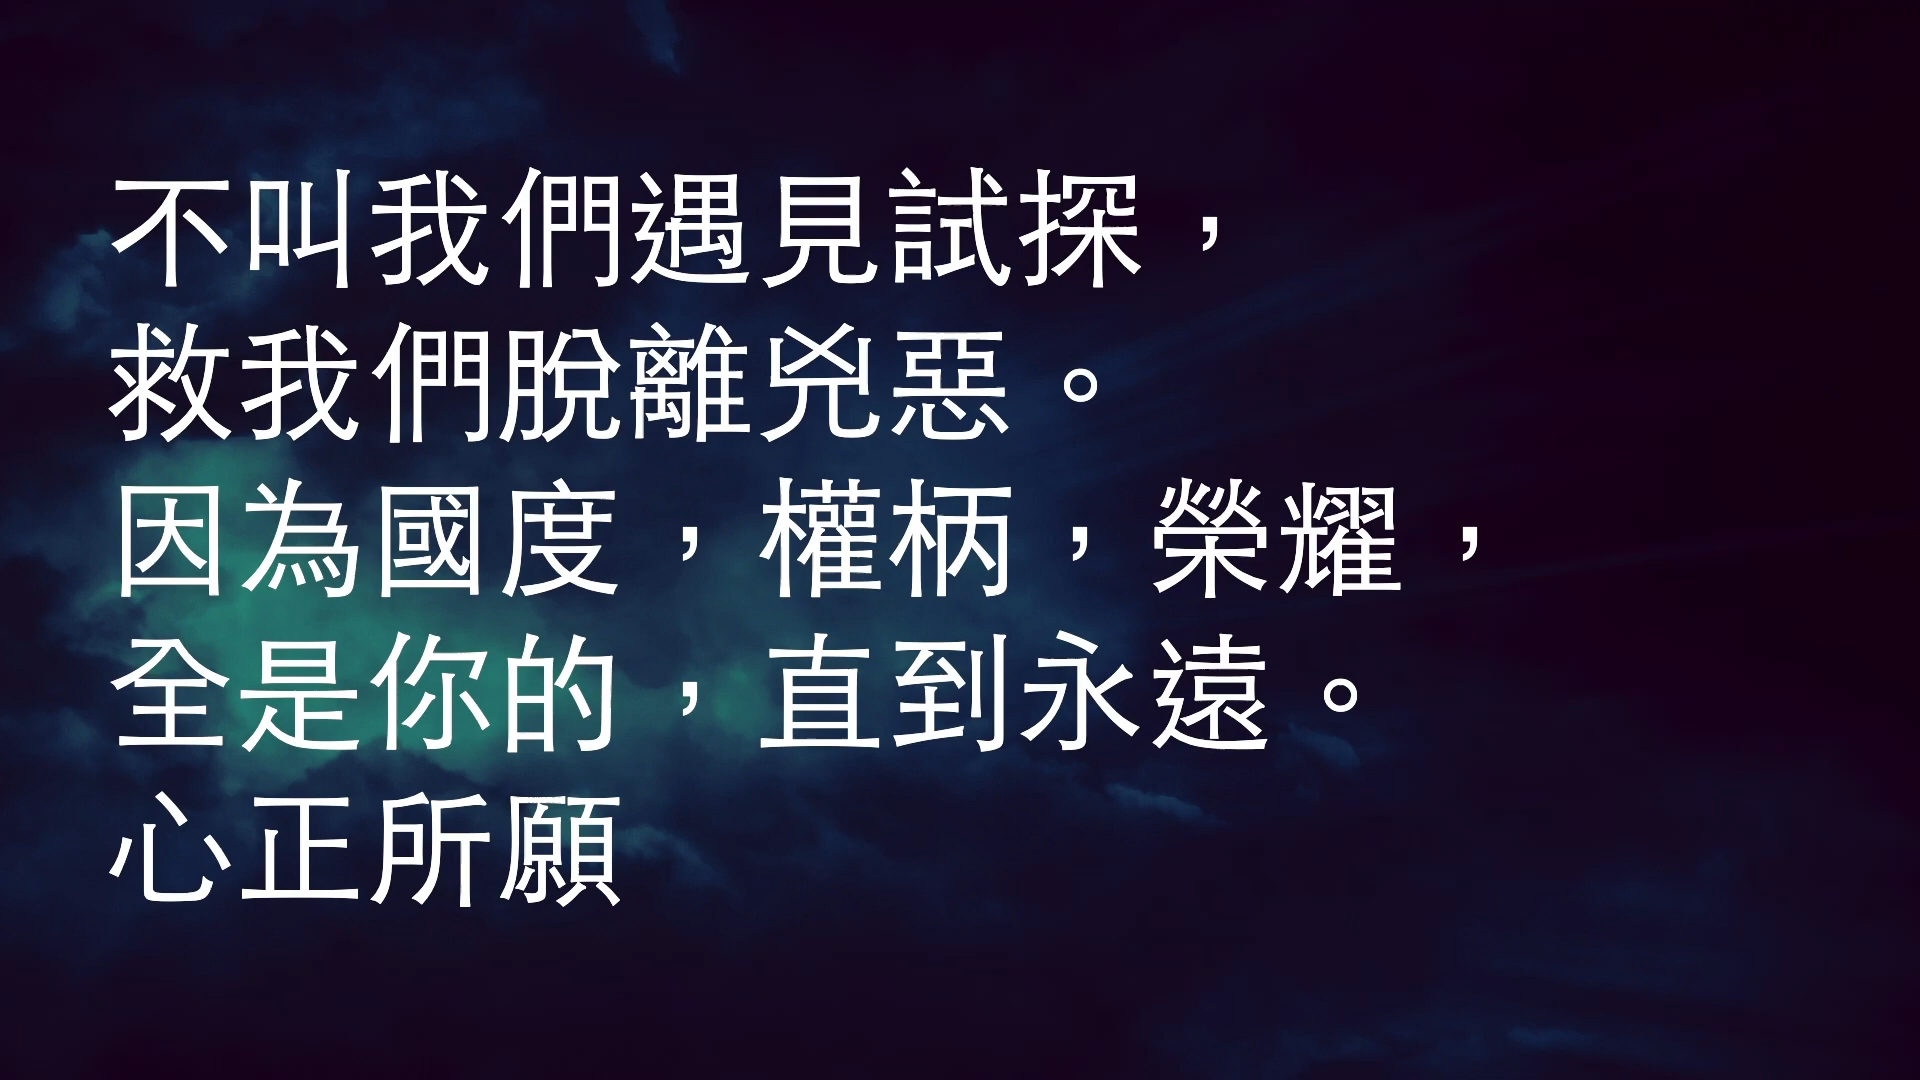 不叫我們遇見試探，
救我們脫離兇惡。
因為國度，權柄，榮耀，
全是你的，直到永遠。
心正所願